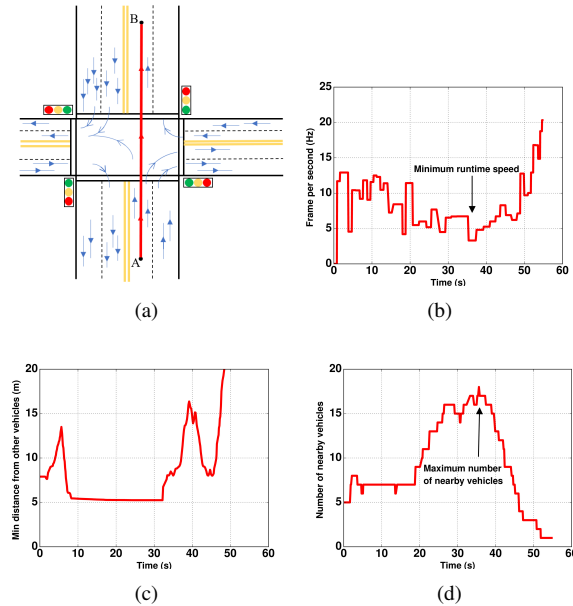 B
A
(a)
25
20
15
10
5
0
Frame per second (Hz)
Minimum runtime speed
0 10 20 30 40 50 60
Time (s)
(b)
20
15
10
5
0
Min distance from other vehicles (m)
0 10 20 30 40 50 60
Time (s)
(c)
20
15
10
5
0
Number of nearby vehicles
Maximum number
of nearby vehicles
0 10 20 30 40 50 60
Time (s)
(d)